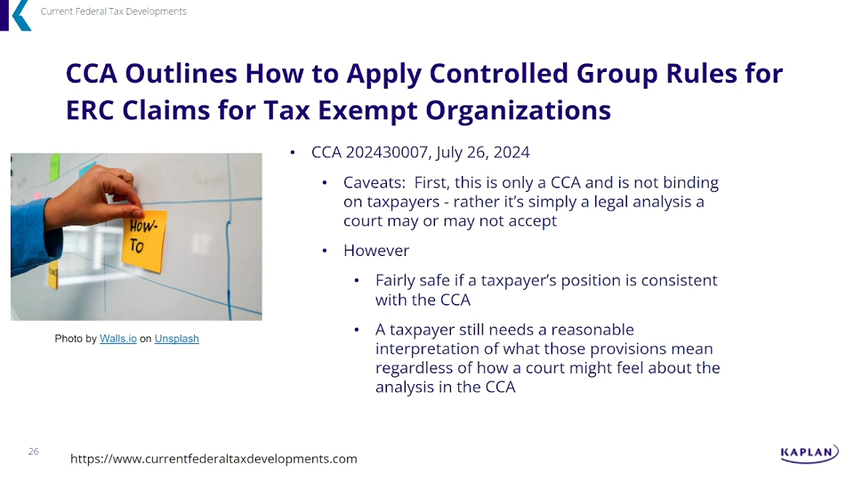 Current Federal Tax Developments
CCA Outlines How to Apply Controlled Group Rules for
ERC Claims for Tax Exempt Organizations
HOW-
TO
Photo by Walls.io on Unsplash
• CCA 202430007, July 26, 2024
• Caveats: First, this is only a CCA and is not binding
on taxpayers - rather it's simply a legal analysis a
court may or may not accept
• However
• Fairly safe if a taxpayer's position is consistent
with the CCA
• A taxpayer still needs a reasonable
interpretation of what those provisions mean
regardless of how a court might feel about the
analysis in the CCA
26
https://www.currentfederaltaxdevelopments.com
KAPLAN